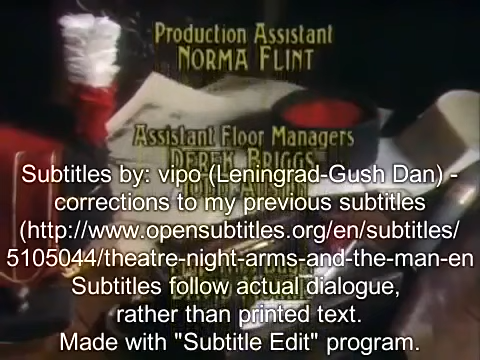 Production Assistant
NORMA FLINT
Assistant Floor Managers
DEREK BRIGGS
Subtitles by: vipo (Leningrad-Gush Dan) -
corrections to my previous subtitles
(http://www.opensubtitles.org/en/subtitles/
5105044/theatre-night-arms-and-the-man-en
Subtitles follow actual dialogue,
rather than printed text.
Made with "Subtitle Edit" program.